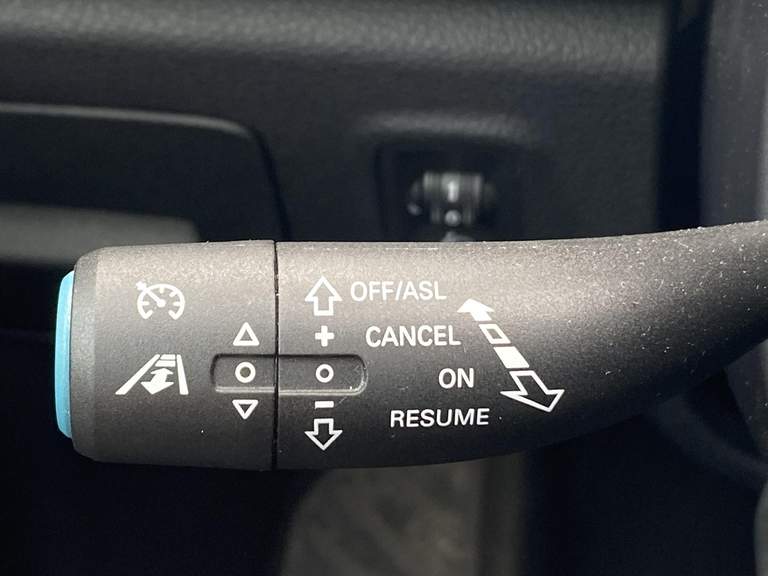 OFF/ASL
+ CANCEL
ON
-
RESUME